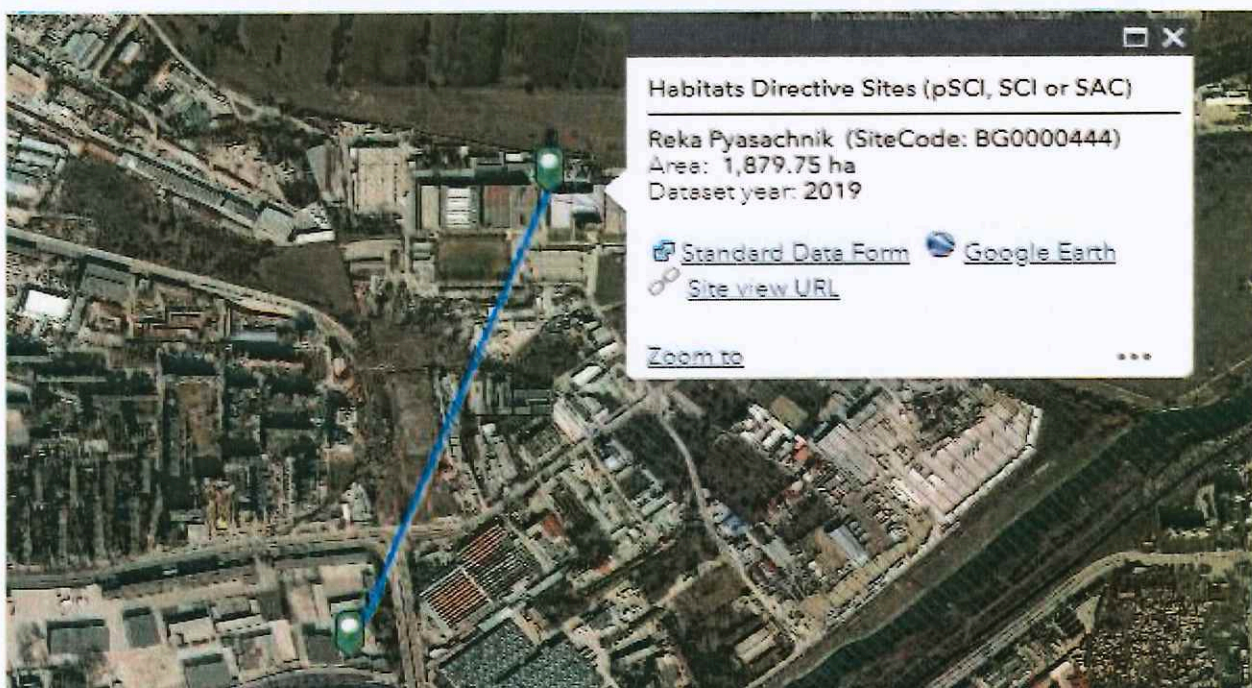 Habitats Directive Sites (pSCI, SCI or SAC)
Reka Pyasachnik (SiteCode: BG0000444)
Area: 1,879.75 ha
Dataset year: 2019
Standard Data Form Google Earth
Site view URL
Zoom to